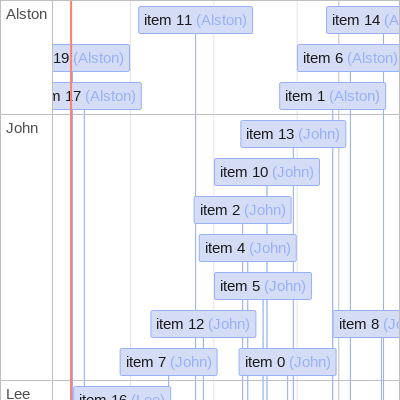 Alston
item 11 (Alston)
item 14 (A
19 (Alston)
item 6 (Alston)
17 (Alston)
item 1 (Alston)
John
item 13 (John)
item 10 (John)
item 2 (John)
item 4 (John)
item 5 (John)
item 12 (John)
item 8 (Jo
item 7 (John)
item 0 (John)
Lee
item 16 (Lee)